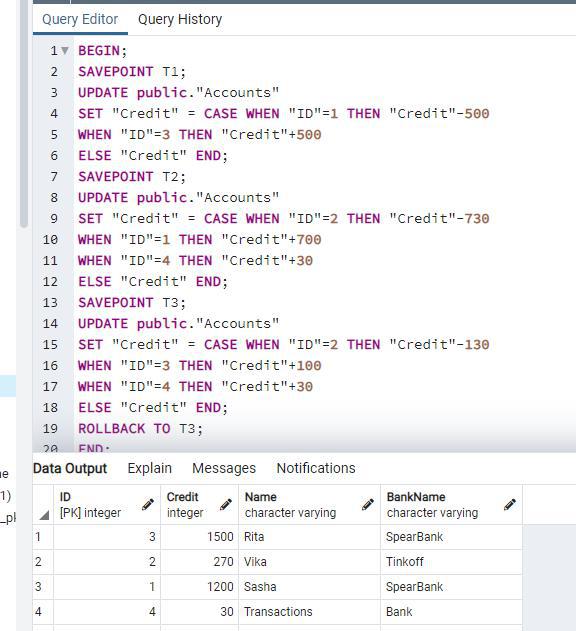 Query Editor Query History
1 BEGIN;
2 SAVEPOINT T1;
3 UPDATE public."Accounts"
4 SET "Credit" = CASE WHEN "ID"=1 THEN "Credit"-500
5 WHEN "ID"=3 THEN "Credit"+500
6 ELSE "Credit" END;
7 SAVEPOINT T2;
8 UPDATE public."Accounts"
9 SET "Credit" = CASE WHEN "ID"=2 THEN "Credit"-730
10 WHEN "ID"=1 THEN "Credit"+700
11 WHEN "ID"=4 THEN "Credit"+30
12 ELSE "Credit" END;
13 SAVEPOINT T3;
14 UPDATE public."Accounts"
15 SET "Credit" = CASE WHEN "ID"=2 THEN "Credit"-130
16 WHEN "ID"=3 THEN "Credit"+100
17 WHEN "ID"=4 THEN "Credit"+30
18 ELSE "Credit" END;
19 ROLLBACK TO T3;
20 END;
Data Output Explain Messages Notifications
ID Credit Name BankName
[PK] integer integer character varying character varying
1 3 1500 Rita SpearBank
2 2 270 Vika Tinkoff
3 1 1200 Sasha SpearBank
4 4 30 Transactions Bank